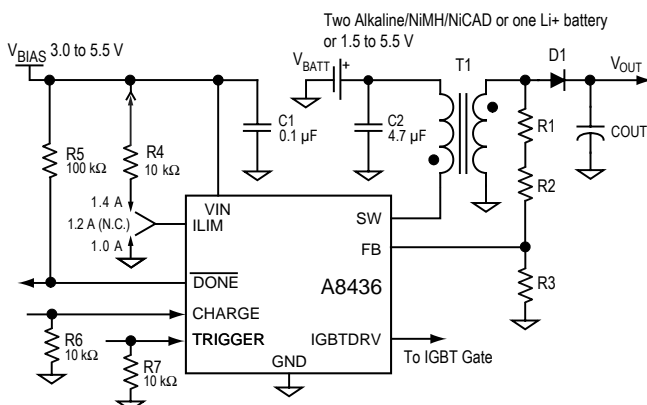 Two Alkaline/NiMH/NiCAD or one Li+ battery
or 1.5 to 5.5 V
VBIAS 3.0 to 5.5 V
VBATT
+
T1
D1
VOUT
C1
0.1 µF
C2
4.7 µF
R1
COUT
R5
100 kΩ
R4
10 kΩ
R2
1.4 A
1.2 A (N.C.)
1.0 A
VIN
ILIM
SW
FB
DONE
A8436
R3
CHARGE
TRIGGER
IGBTDRV
R6
10 kΩ
R7
10 kΩ
GND
To IGBT Gate